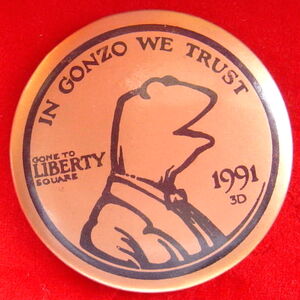 IN GONZO WE TRUST
GONE TO
LIBERTY
SQUARE
1991
3D